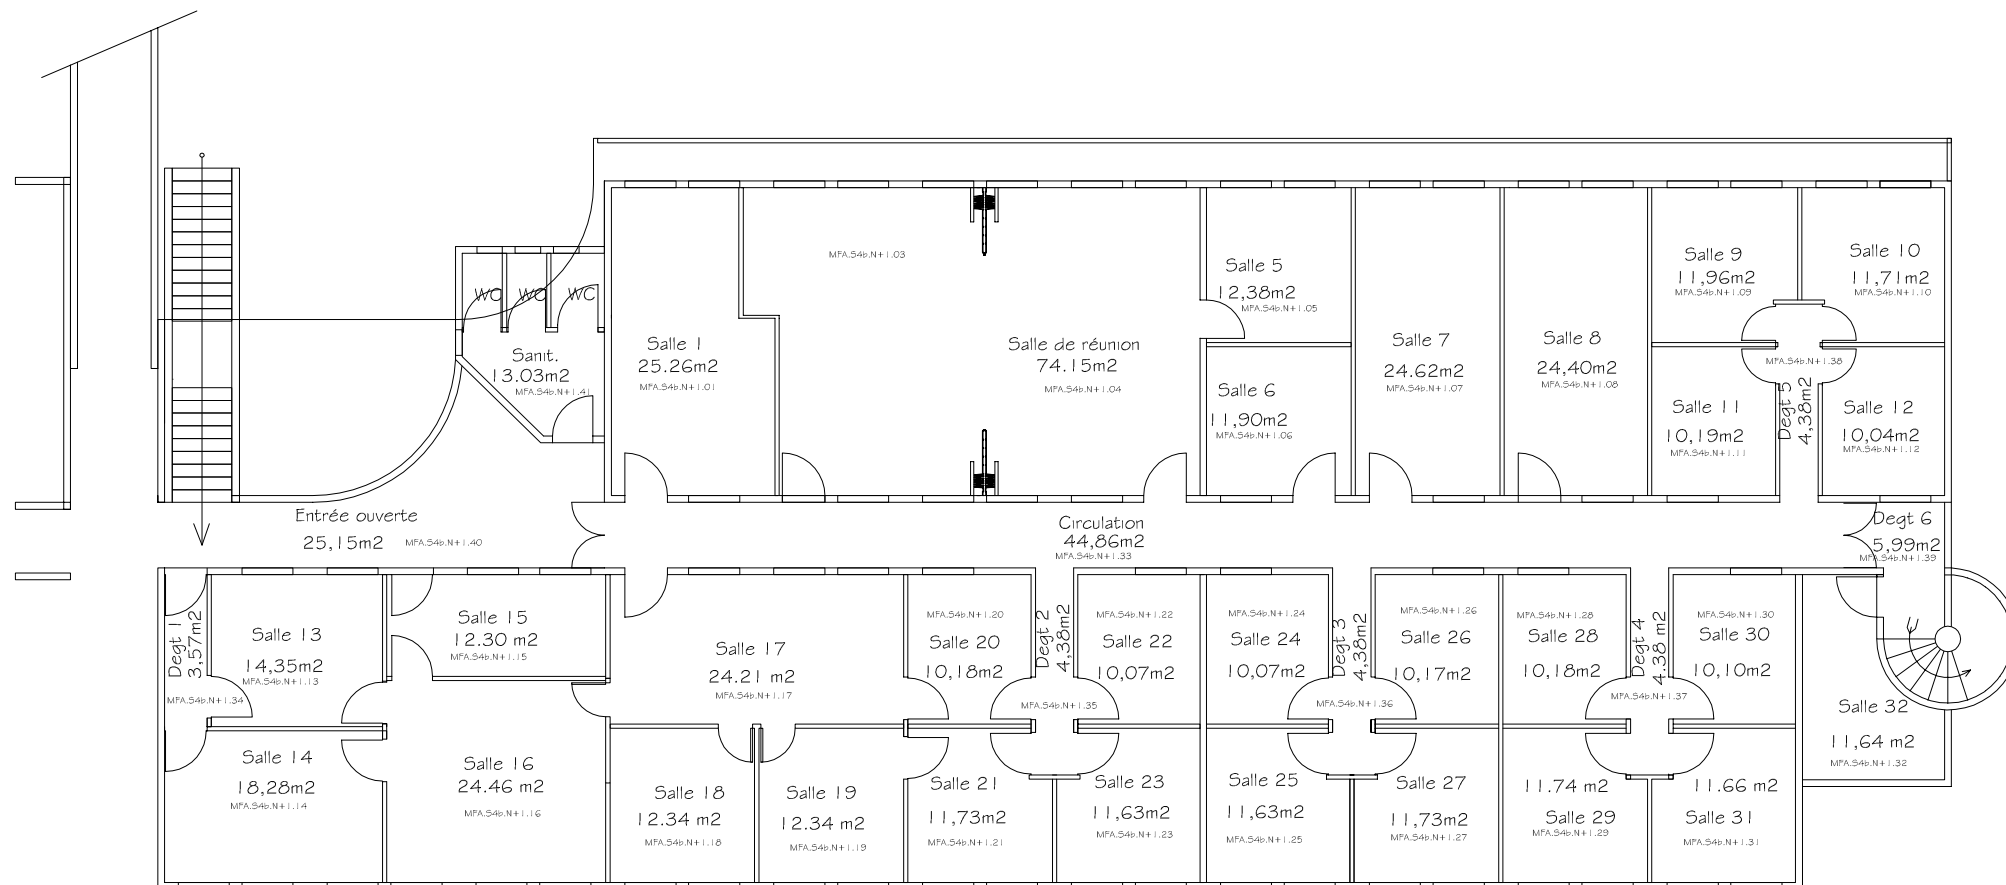 MFA.S4b.N+1.03
Salle 5
12,38m2
MFA.S4b.N+1.05
Salle 9
11,96m2
MFA.S4b.N+1.09
Salle 10
11,71m2
MFA.S4b.N+1.10
WC
WC
WC
Sanit.
13.03m2
MFA.S4b.N+1.41
Salle 1
25.26m2
MFA.S4b.N+1.01
Salle de réunion
74.15m2
MFA.S4b.N+1.04
Salle 6
11,90m2
MFA.S4b.N+1.06
Salle 7
24.62m2
MFA.S4b.N+1.07
Salle 8
24,40m2
MFA.S4b.N+1.08
MFA.S4b.N+1.38
Salle 11
10,19m2
MFA.S4b.N+1.11
Degt 5
4,38m2
Salle 12
10,04m2
MFA.S4b.N+1.12
Entrée ouverte
25,15m2
MFA.S4b.N+1.40
Circulation
44,86m2
MFA.S4b.N+1.33
Degt 6
5,99m2
MFA.S4b.N+1.39
Degt 1
3,57m2
MFA.S4b.N+1.34
Salle 13
14,35m2
MFA.S4b.N+1.13
Salle 15
12.30 m2
MFA.S4b.N+1.15
Salle 17
24.21 m2
MFA.S4b.N+1.17
MFA.S4b.N+1.20
Salle 20
10,18m2
Degt 2
4,38m2
MFA.S4b.N+1.35
MFA.S4b.N+1.22
Salle 22
10,07m2
MFA.S4b.N+1.24
Salle 24
10,07m2
Degt 3
4,38m2
MFA.S4b.N+1.36
MFA.S4b.N+1.26
Salle 26
10,17m2
MFA.S4b.N+1.28
Salle 28
10,18m2
Degt 4
4.38 m2
MFA.S4b.N+1.37
MFA.S4b.N+1.30
Salle 30
10,10m2
Salle 32
11,64 m2
MFA.S4b.N+1.32
Salle 14
18,28m2
MFA.S4b.N+1.14
Salle 16
24.46 m2
MFA.S4b.N+1.16
Salle 18
12.34 m2
MFA.S4b.N+1.18
Salle 19
12.34 m2
MFA.S4b.N+1.19
Salle 21
11,73m2
MFA.S4b.N+1.21
Salle 23
11,63m2
MFA.S4b.N+1.23
Salle 25
11,63m2
MFA.S4b.N+1.25
Salle 27
11,73m2
MFA.S4b.N+1.27
11.74 m2
Salle 29
MFA.S4b.N+1.29
11.66 m2
Salle 31
MFA.S4b.N+1.31